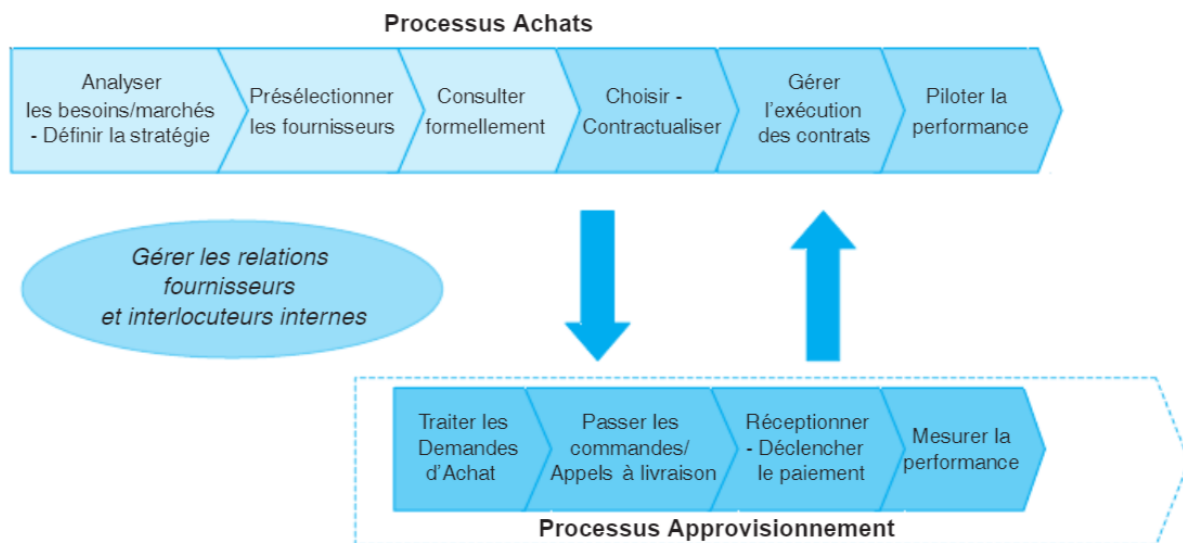 Processus Achats
Analyser
les besoins/marchés
- Définir la stratégie
Présélectionner
les fournisseurs
Consulter
formellement
Choisir -
Contractualiser
Gérer
l'exécution
des contrats
Piloter la
performance
Gérer les relations
fournisseurs
et interlocuteurs internes
Traiter les
Demandes
d'Achat
Passer les
commandes/
Appels à livraison
Réceptionner
- Déclencher
le paiement
Mesurer la
performance
Processus Approvisionnement